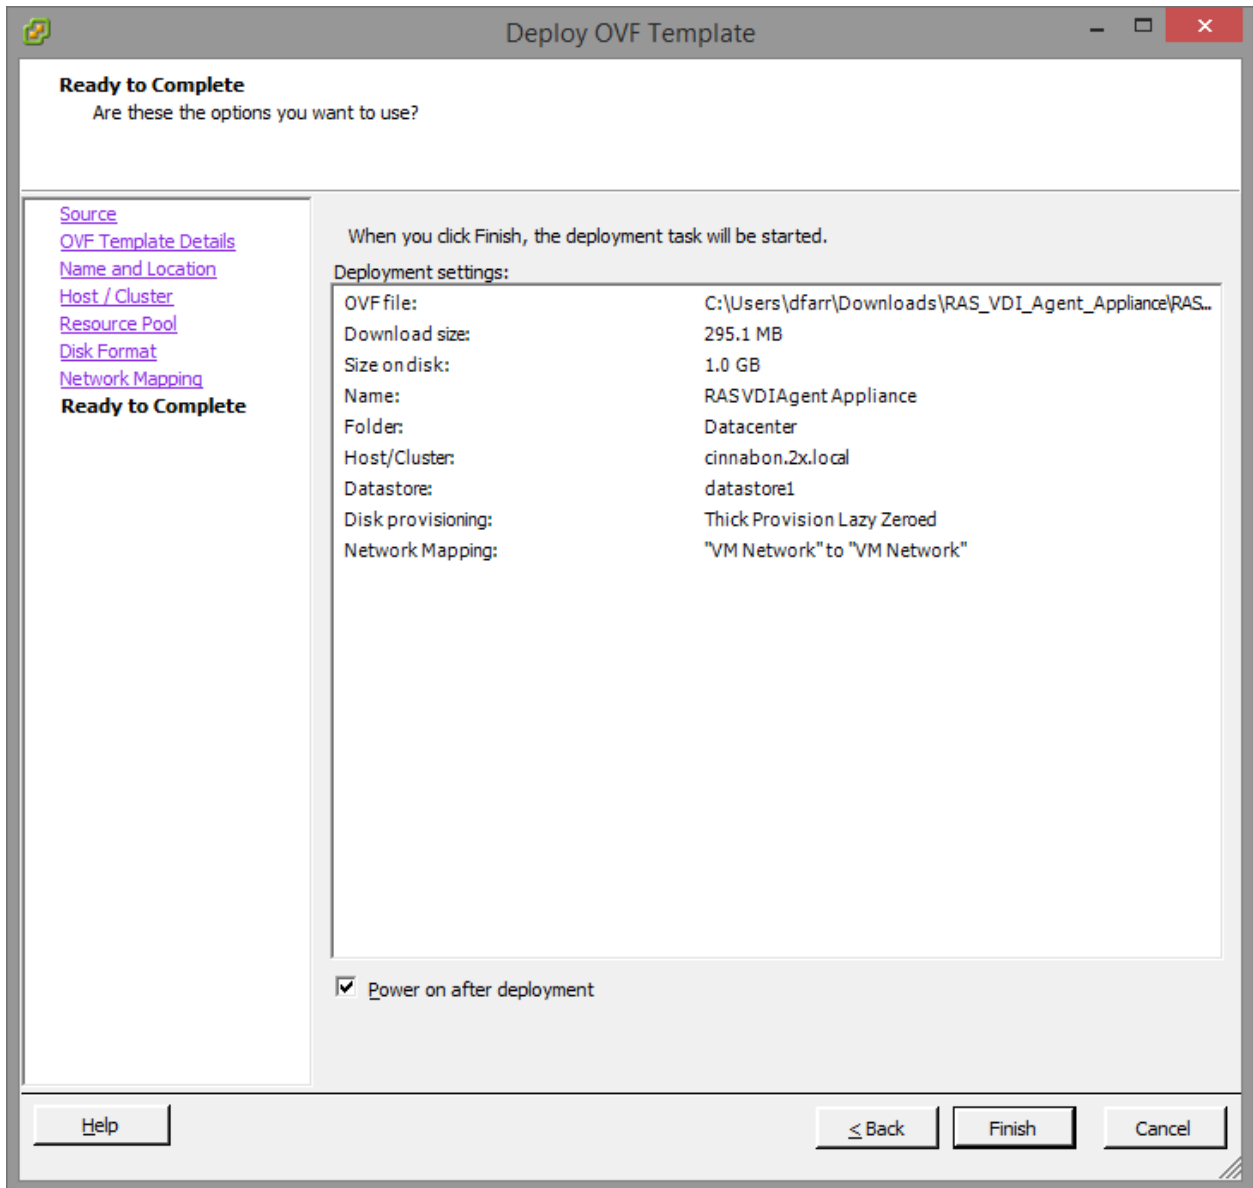 Deploy OVF Template
Ready to Complete
Are these the options you want to use?
Source
OVF Template Details
Name and Location
Host / Cluster
Resource Pool
Disk Format
Network Mapping
Ready to Complete
When you click Finish, the deployment task will be started.
Deployment settings:
OVF file: C:\Users\dfarr\Downloads\RAS_VDI_Agent_Appliance\RAS...
Download size: 295.1 MB
Size on disk: 1.0 GB
Name: RASVDIAgent Appliance
Folder: Datacenter
Host/Cluster: cinnabon.2x.local
Datastore: datastore1
Disk provisioning: Thick Provision Lazy Zeroed
Network Mapping: "VM Network" to "VM Network"
Power on after deployment
Help < Back Finish Cancel